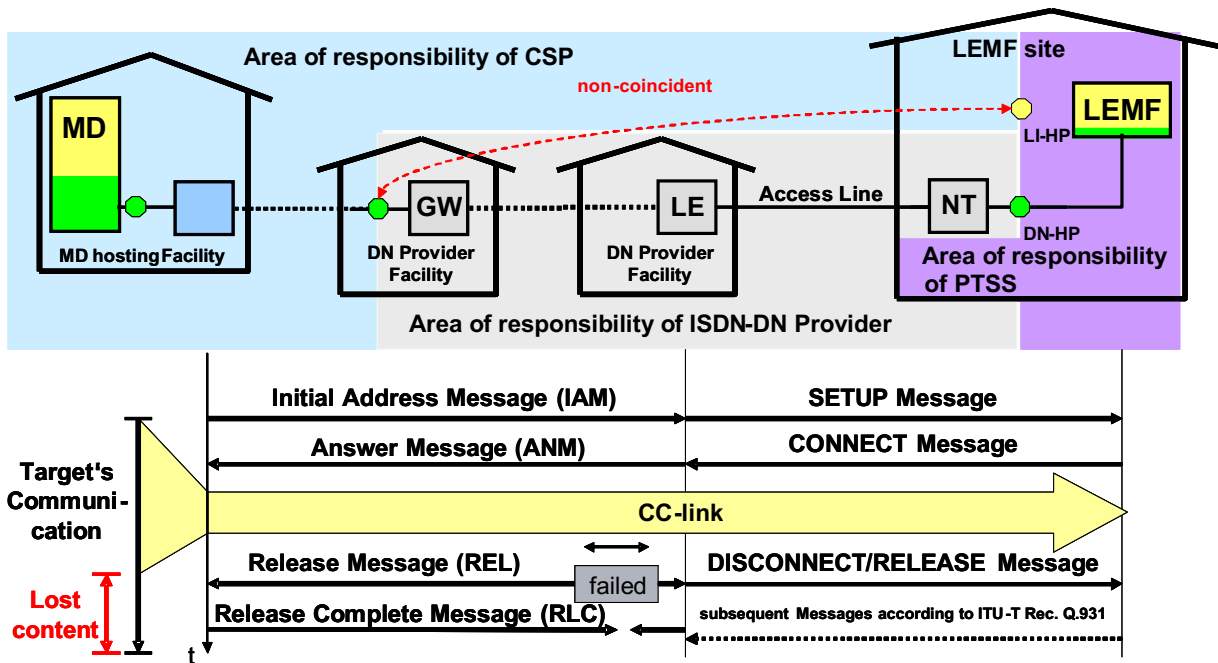 Area of responsibility of CSP
LEMF site
non-coincident
MD
LEMF
LI-HP
GW
LE
Access Line
NT
DN-HP
MD hosting Facility
DN Provider
Facility
DN Provider
Facility
Area of responsibility
of PTSS
Area of responsibility of ISDN-DN Provider
Initial Address Message (IAM)
SETUP Message
Answer Message (ANM)
CONNECT Message
Target's
Communi-
cation
CC-link
Release Message (REL)
failed
DISCONNECT/RELEASE Message
Lost
content
Release Complete Message (RLC)
subsequent Messages according to ITU-T Rec. Q.931
t